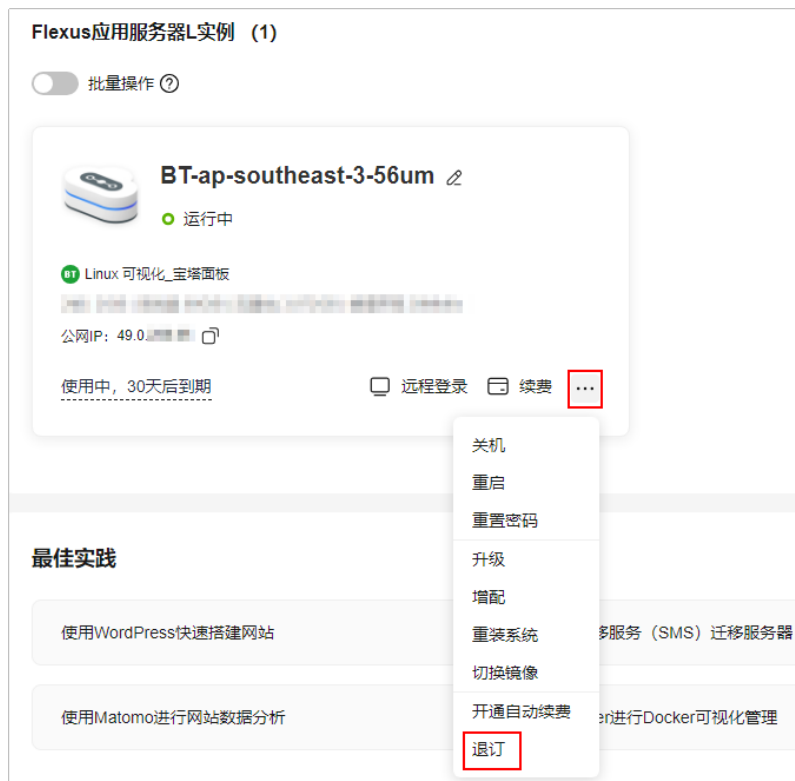 Flexus应用服务器L实例 (1)
批量操作
BT-ap-southeast-3-56um
运行中
BT Linux 可视化_宝塔面板
公网IP: 49.0.
使用中，30天后到期
远程登录 续费 ...
关机
重启
重置密码
升级
增配
重装系统
切换镜像
开通自动续费
退订
最佳实践
使用WordPress快速搭建网站
移服务（SMS）迁移服务器
使用Matomo进行网站数据分析
er进行Docker可视化管理